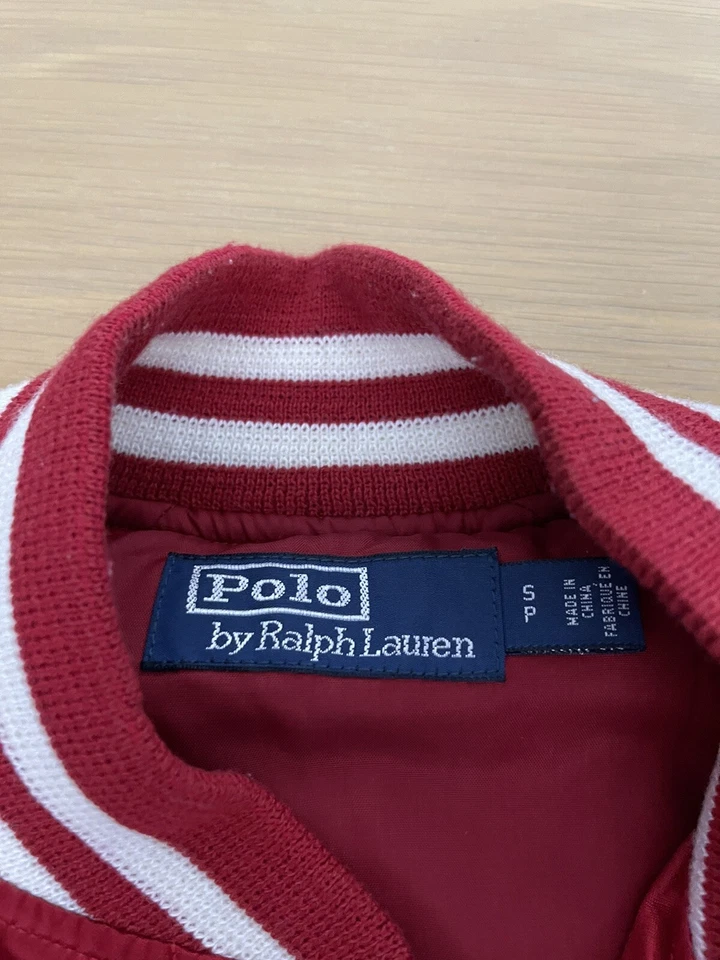 Polo
by Ralph Lauren
S
P
MADE IN
CHINA,
FABRIQUE EN
CHINE